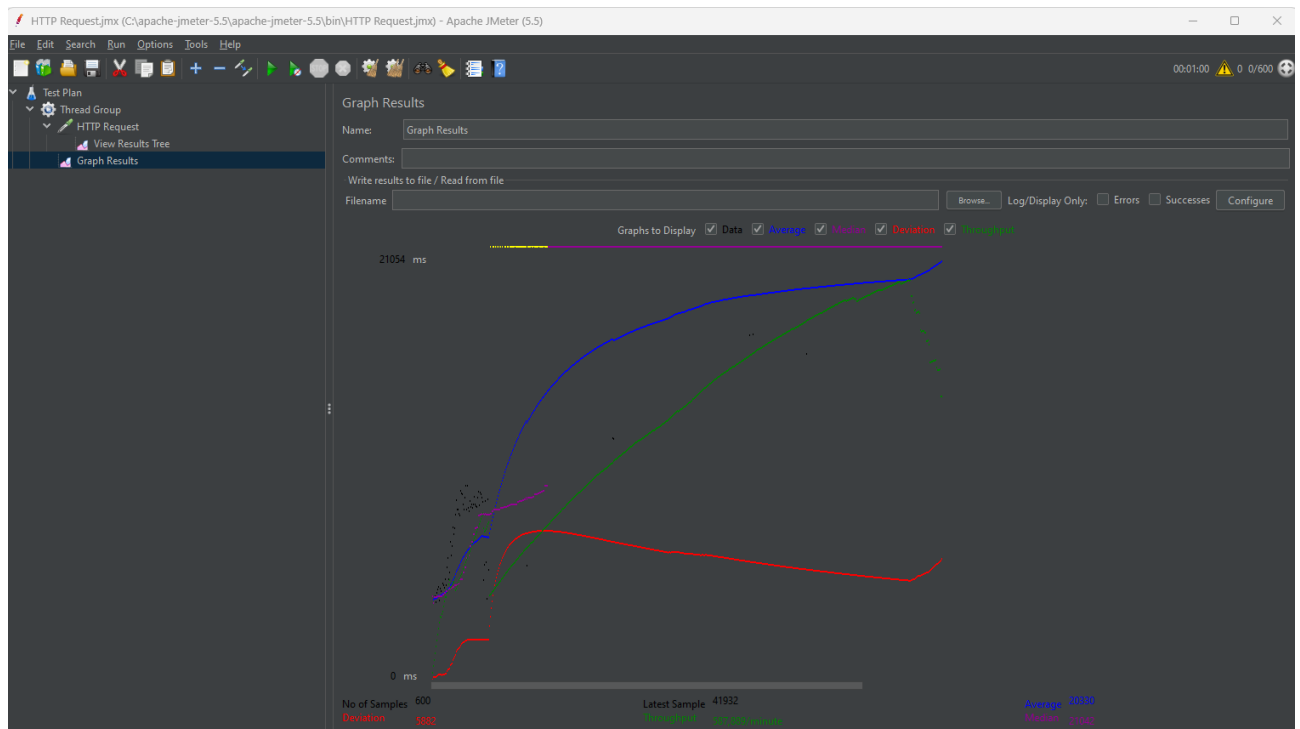 HTTP Request.jmx (C:\apache-jmeter-5.5\apache-jmeter-5.5\bin\HTTP Request.jmx) - Apache JMeter (5.5)
File Edit Search Run Options Tools Help
00:01:00 0 0/600
Test Plan
Thread Group
HTTP Request
View Results Tree
Graph Results
Graph Results
Name: Graph Results
Comments:
Write results to file / Read from file
Filename Browse... Log/Display Only: Errors Successes Configure
Graphs to Display Data Average Median Deviation Throughput
21054 ms
0 ms
No of Samples 600 Latest Sample 41932 Average 20330
Deviation 5882 Throughput Median